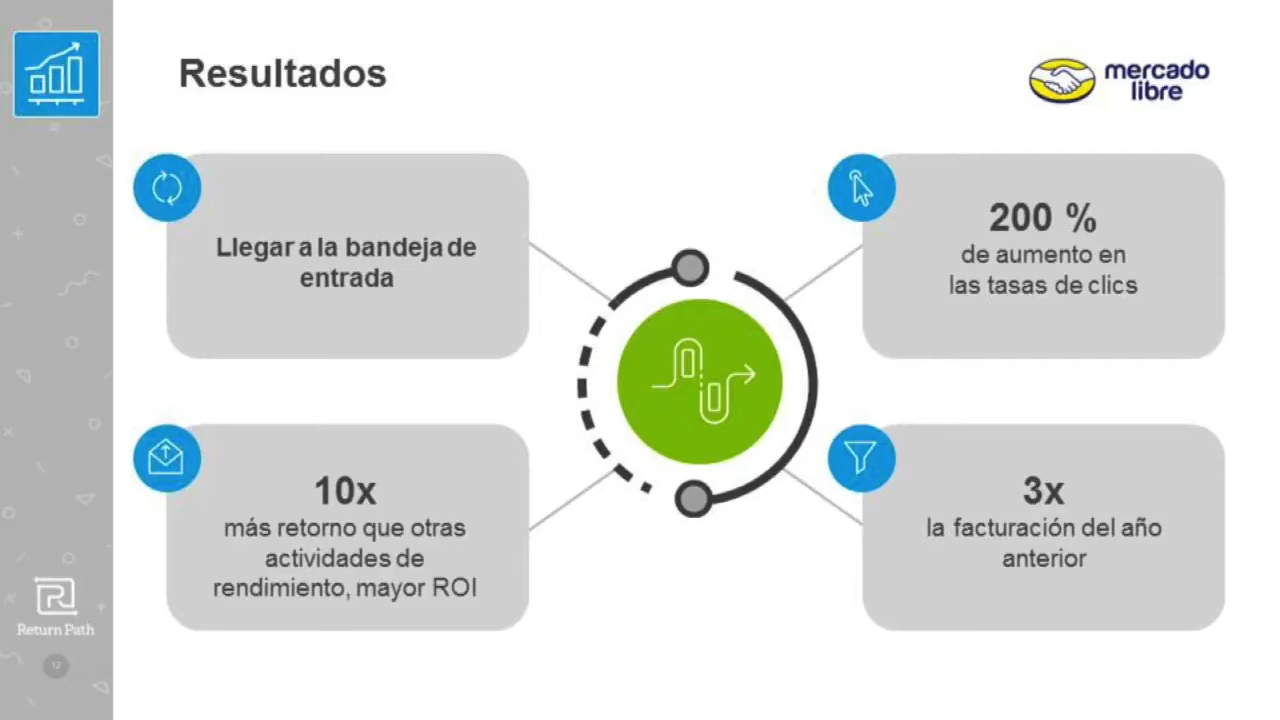 Resultados
mercado
libre
Llegar a la bandeja de
entrada
200 %
de aumento en
las tasas de clics
10x
más retorno que otras
actividades de
rendimiento, mayor ROI
3x
la facturación del año
anterior
Return Path
12